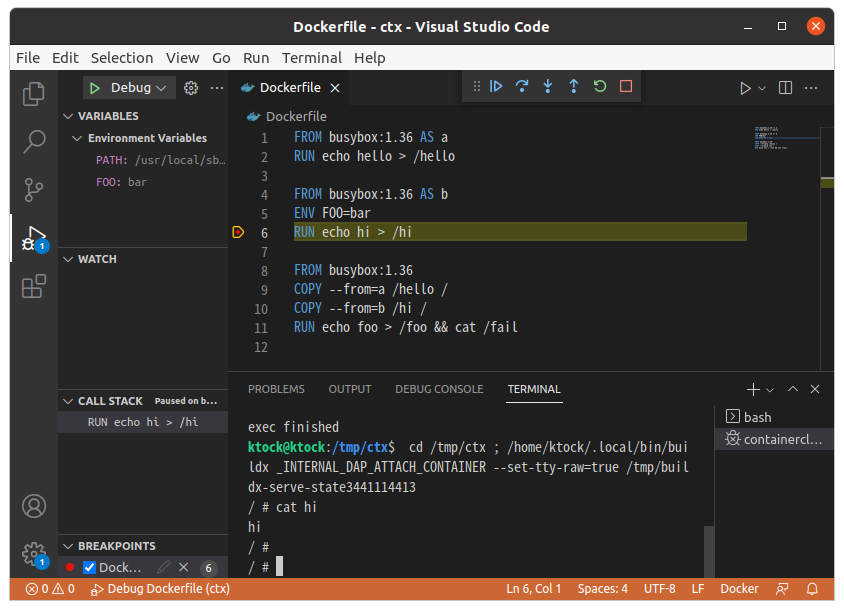 Dockerfile - ctx - Visual Studio Code
File Edit Selection View Go Run Terminal Help
Debug
Dockerfile
VARIABLES
Environment Variables
PATH: /usr/local/sb...
FOO: bar
WATCH
CALL STACK Paused on b...
RUN echo hi > /hi
BREAKPOINTS
Dock... 6
1
1
Dockerfile
1 FROM busybox:1.36 AS a
2 RUN echo hello > /hello
3
4 FROM busybox:1.36 AS b
5 ENV FOO=bar
6 RUN echo hi > /hi
7
8 FROM busybox:1.36
9 COPY --from=a /hello /
10 COPY --from=b /hi /
11 RUN echo foo > /foo && cat /fail
12
PROBLEMS OUTPUT DEBUG CONSOLE TERMINAL
exec finished
ktock@ktock:/tmp/ctx$ cd /tmp/ctx ; /home/ktock/.local/bin/bui
ldx _INTERNAL_DAP_ATTACH_CONTAINER --set-tty-raw=true /tmp/buil
dx-serve-state3441114413
/ # cat hi
hi
/ #
/ #
bash
containercl...
0 0 Debug Dockerfile (ctx) Ln 6, Col 1 Spaces: 4 UTF-8 LF Docker